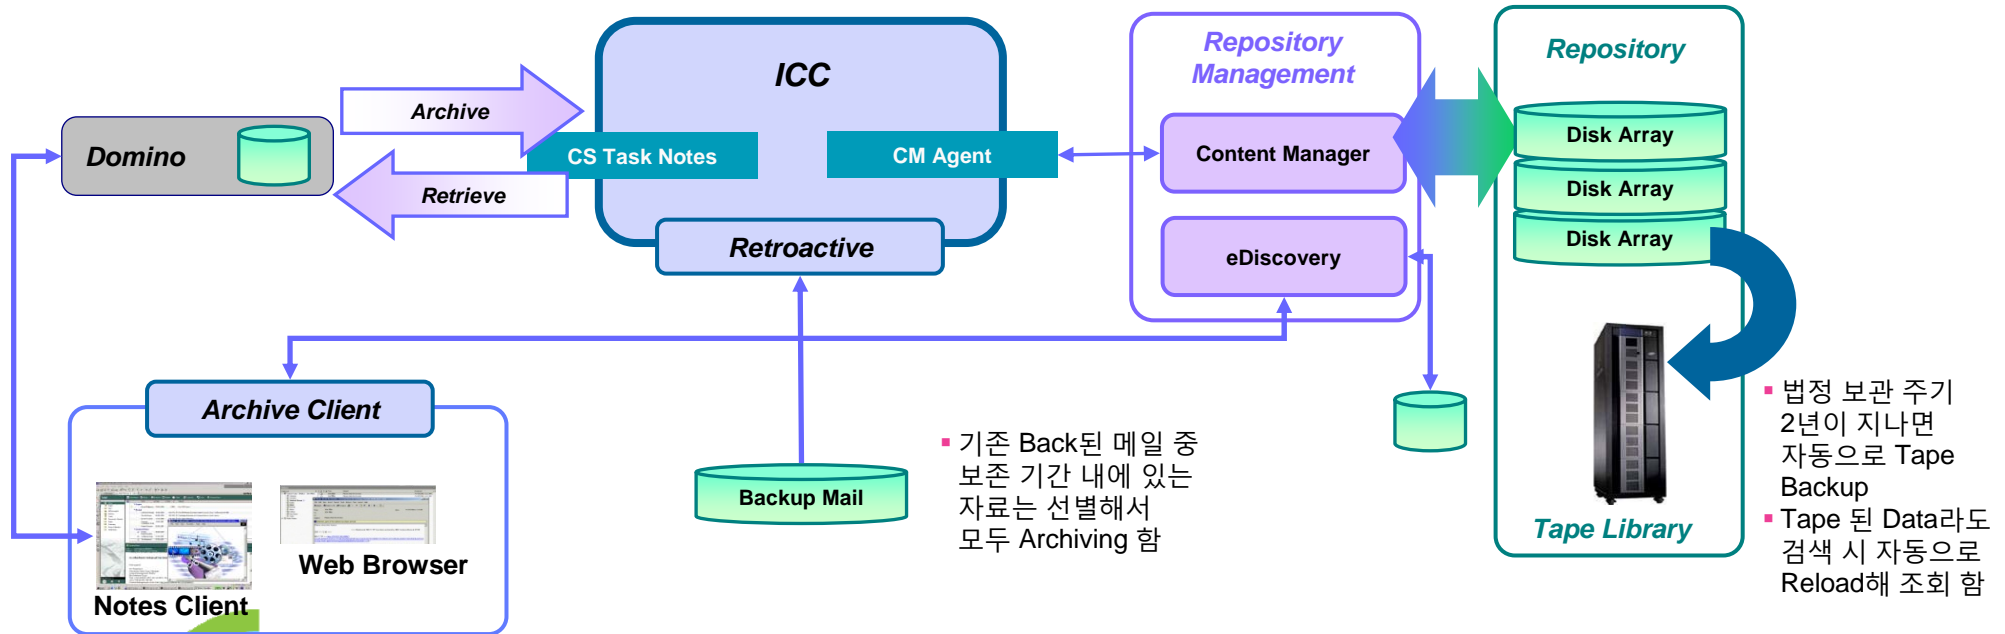 ICC
Repository
Management
Repository
Archive
Domino
CS Task Notes
CM Agent
Content Manager
Disk Array
Disk Array
Disk Array
Retrieve
Retroactive
eDiscovery
Archive Client
Backup Mail
▪ 기존 Back된 메일 중
보존 기간 내에 있는
자료는 선별해서
모두 Archiving 함
Web Browser
Notes Client
Tape Library
▪ 법정 보관 주기
2년이 지나면
자동으로 Tape
Backup
▪ Tape 된 Data라도
검색 시 자동으로
Reload해 조회 함